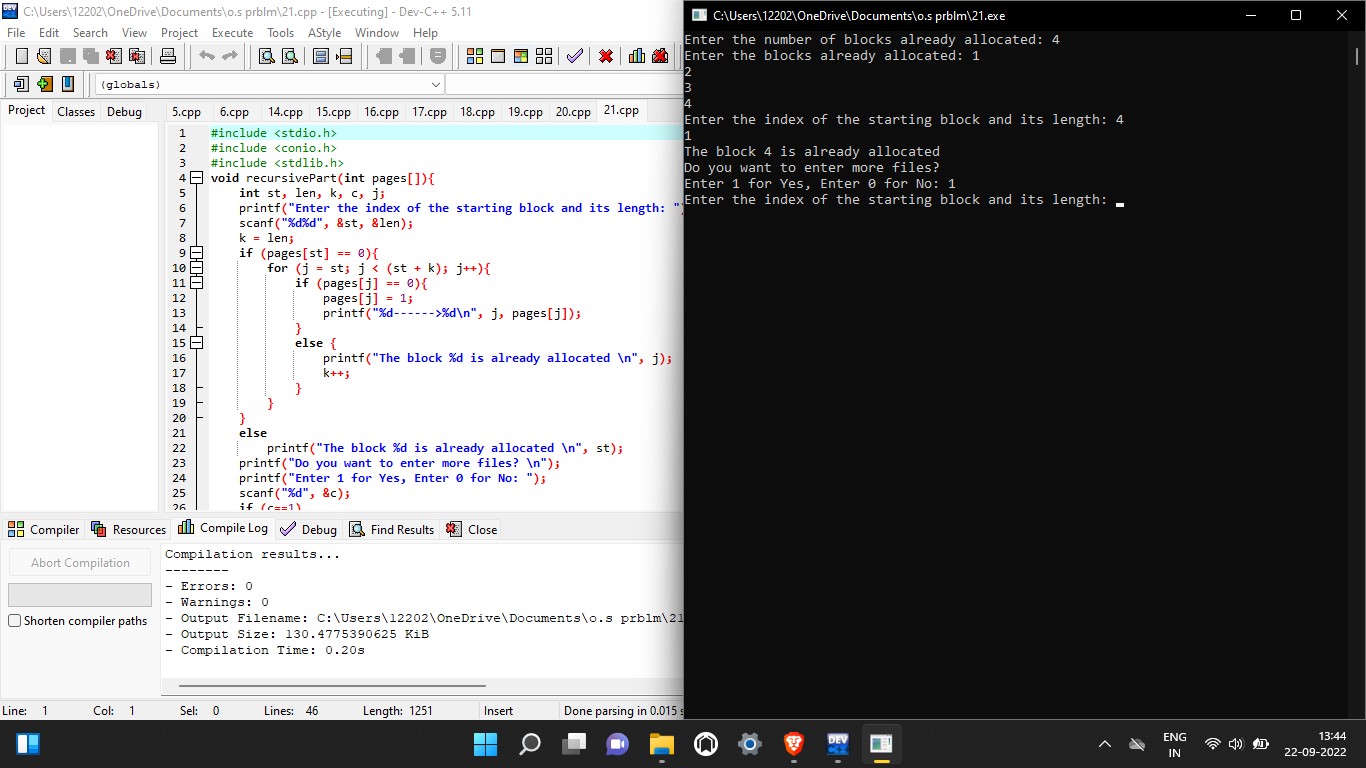 C:\Users\12202\OneDrive\Documents\o.s prblm\21.cpp - [Executing] - Dev-C++ 5.11
File Edit Search View Project Execute Tools AStyle Window Help
(globals)
Project Classes Debug
5.cpp 6.cpp 14.cpp 15.cpp 16.cpp 17.cpp 18.cpp 19.cpp 20.cpp 21.cpp
1 #include <stdio.h>
2 #include <conio.h>
3 #include <stdlib.h>
4 void recursivePart(int pages[]){
5 int st, len, k, c, j;
6 printf("Enter the index of the starting block and its length: "
7 scanf("%d%d", &st, &len);
8 k = len;
9 if (pages[st] == 0){
10 for (j = st; j < (st + k); j++){
11 if (pages[j] == 0){
12 pages[j] = 1;
13 printf("%d------>%d\n", j, pages[j]);
14 }
15 else {
16 printf("The block %d is already allocated \n", j);
17 k++;
18 }
19 }
20 }
21 else
22 printf("The block %d is already allocated \n", st);
23 printf("Do you want to enter more files? \n");
24 printf("Enter 1 for Yes, Enter 0 for No: ");
25 scanf("%d", &c);
26 if (c==1)
Compiler Resources Compile Log Debug Find Results Close
Abort Compilation
Shorten compiler paths
Compilation results...
--------
- Errors: 0
- Warnings: 0
- Output Filename: C:\Users\12202\OneDrive\Documents\o.s prblm\21
- Output Size: 130.4775390625 KiB
- Compilation Time: 0.20s
Line: 1 Col: 1 Sel: 0 Lines: 46 Length: 1251 Insert Done parsing in 0.015 s
C:\Users\12202\OneDrive\Documents\o.s prblm\21.exe
Enter the number of blocks already allocated: 4
Enter the blocks already allocated: 1
2
3
4
Enter the index of the starting block and its length: 4
1
The block 4 is already allocated
Do you want to enter more files?
Enter 1 for Yes, Enter 0 for No: 1
Enter the index of the starting block and its length:
DEV
ENG
IN
13:44
22-09-2022